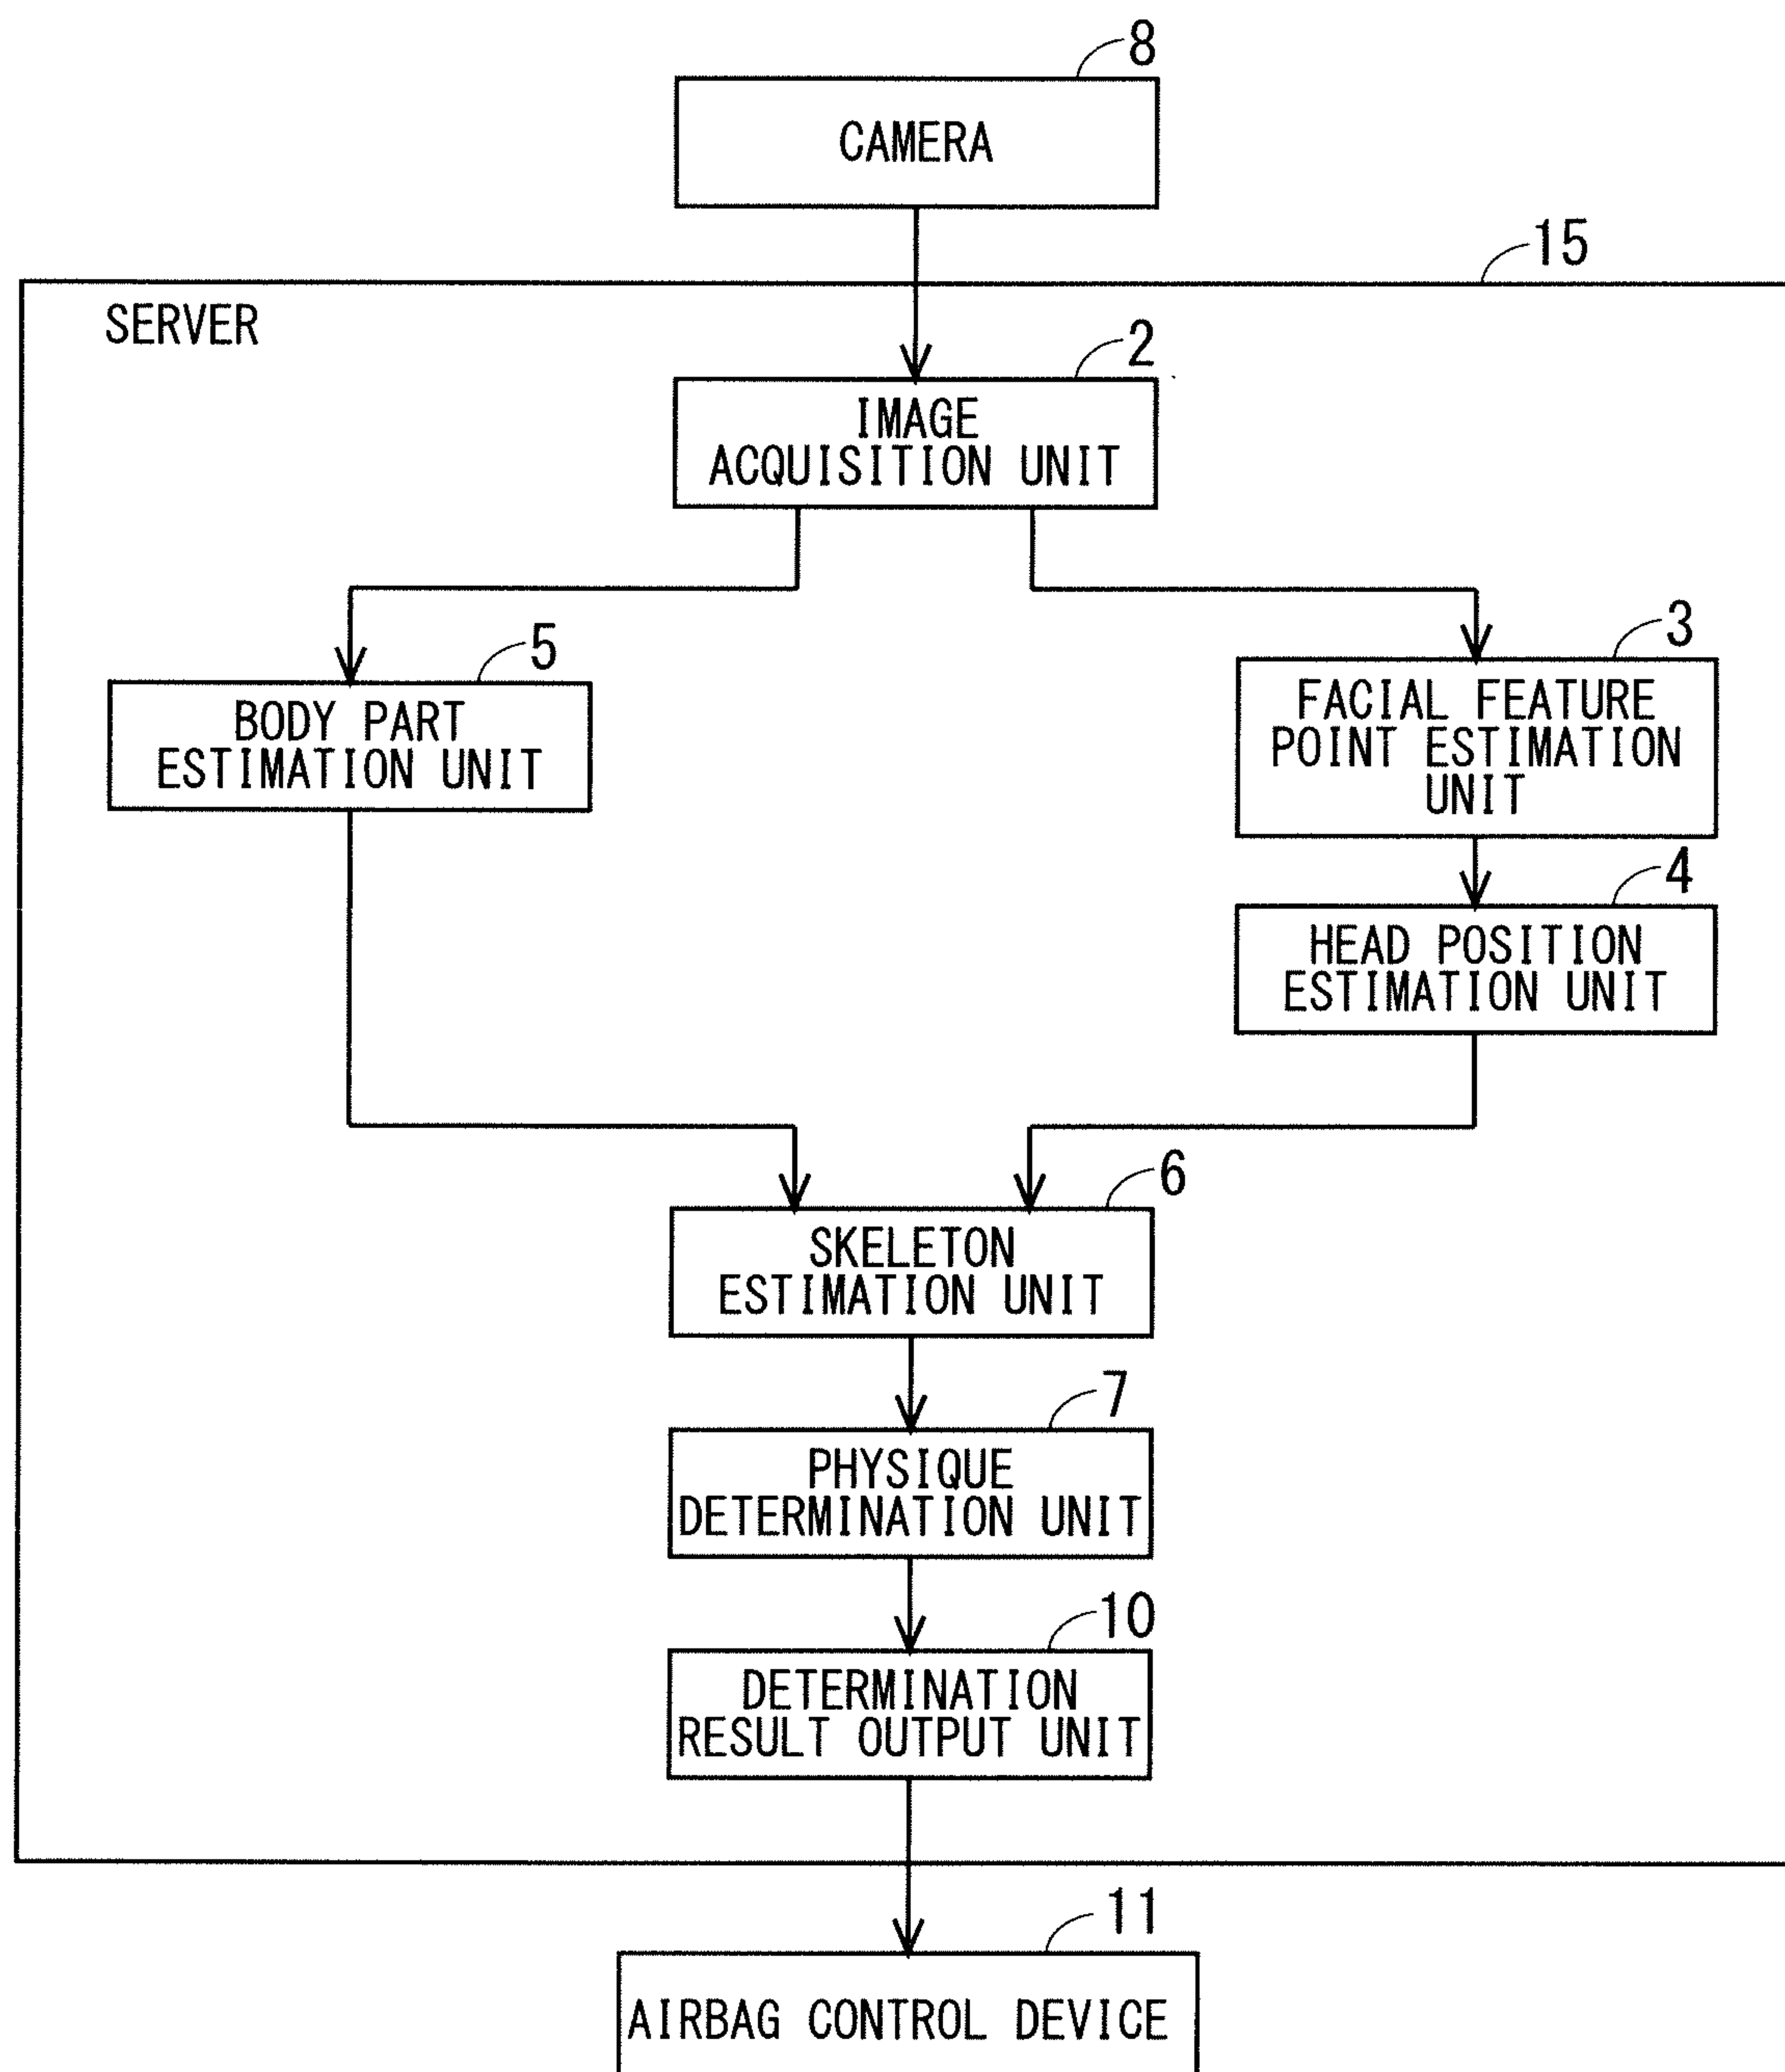 8
CAMERA
15
SERVER
2
IMAGE
ACQUISITION UNIT
5
BODY PART
ESTIMATION UNIT
3
FACIAL FEATURE
POINT ESTIMATION
UNIT
4
HEAD POSITION
ESTIMATION UNIT
6
SKELETON
ESTIMATION UNIT
7
PHYSIQUE
DETERMINATION UNIT
10
DETERMINATION
RESULT OUTPUT UNIT
11
AIRBAG CONTROL DEVICE